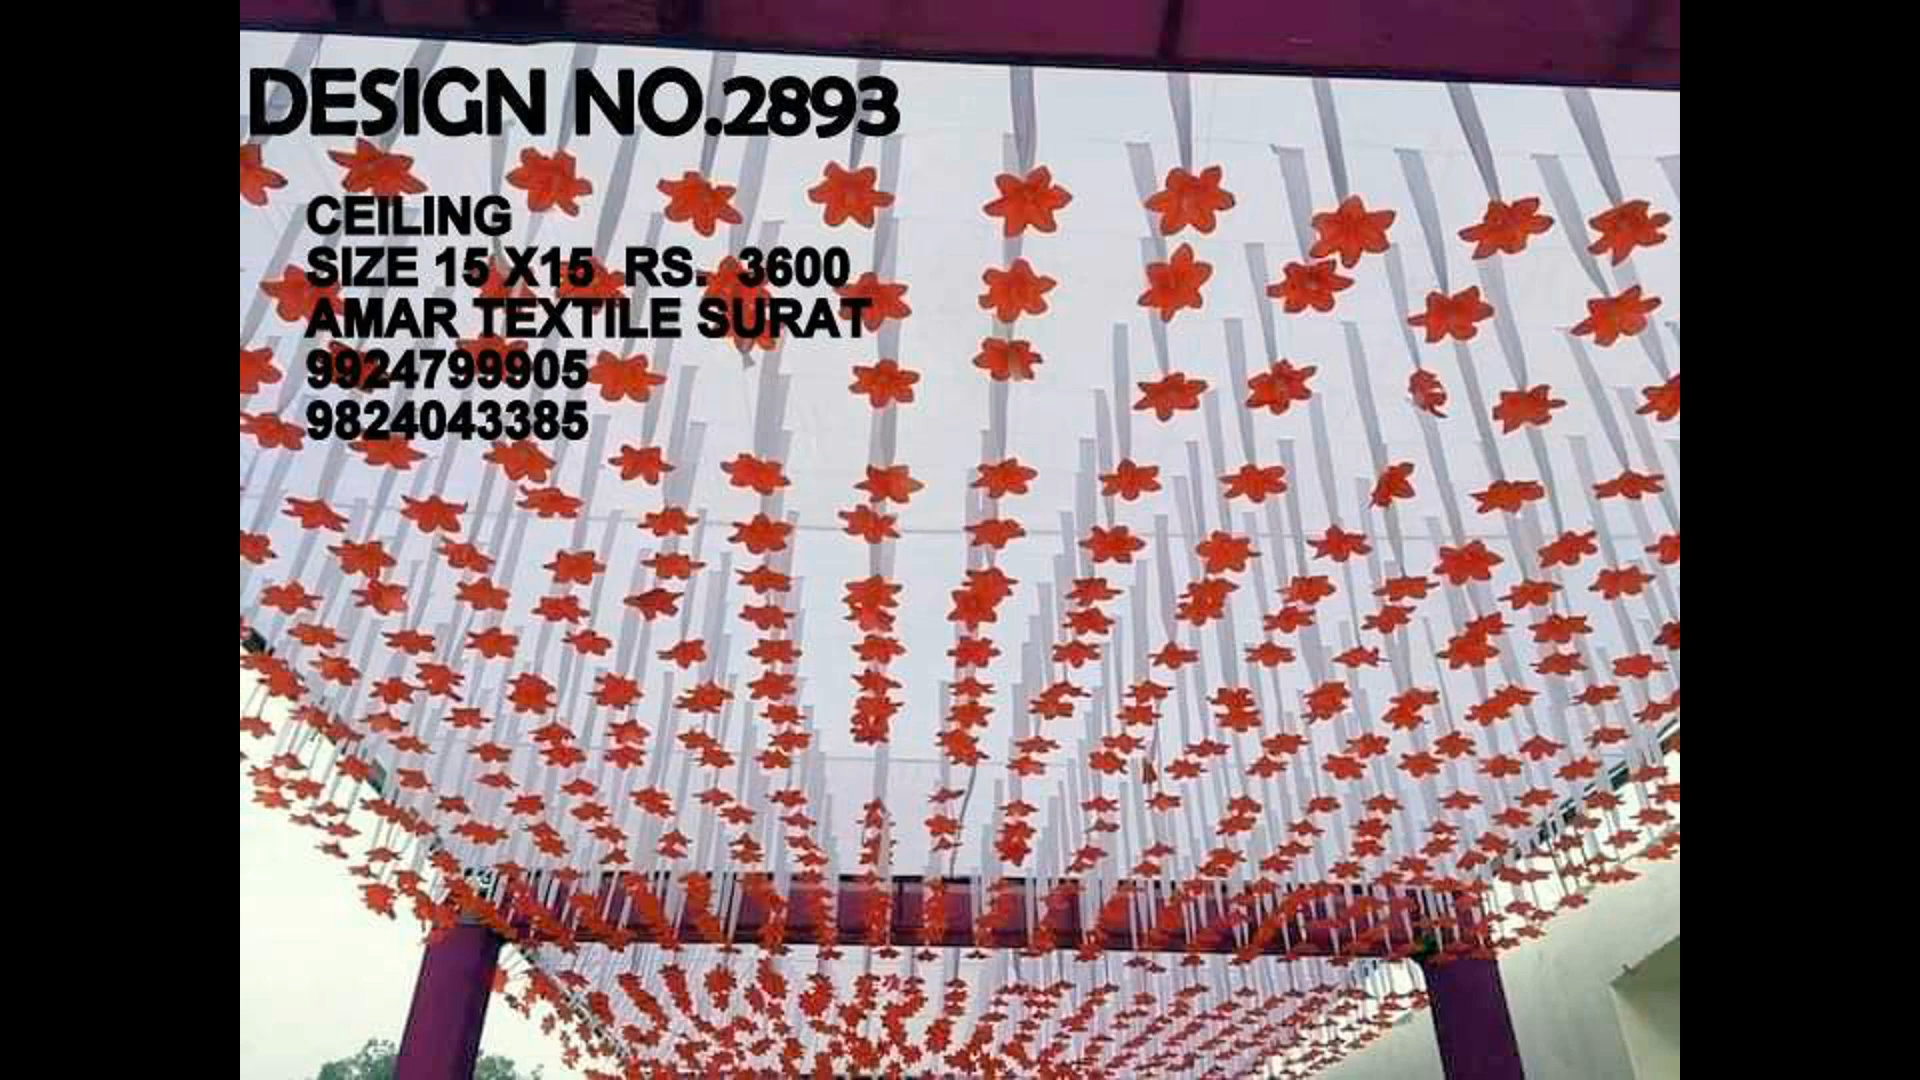 DESIGN NO.2893
CEILING
SIZE 15 X15 RS. 3600
AMAR TEXTILE SURAT
9924799905
9824043385